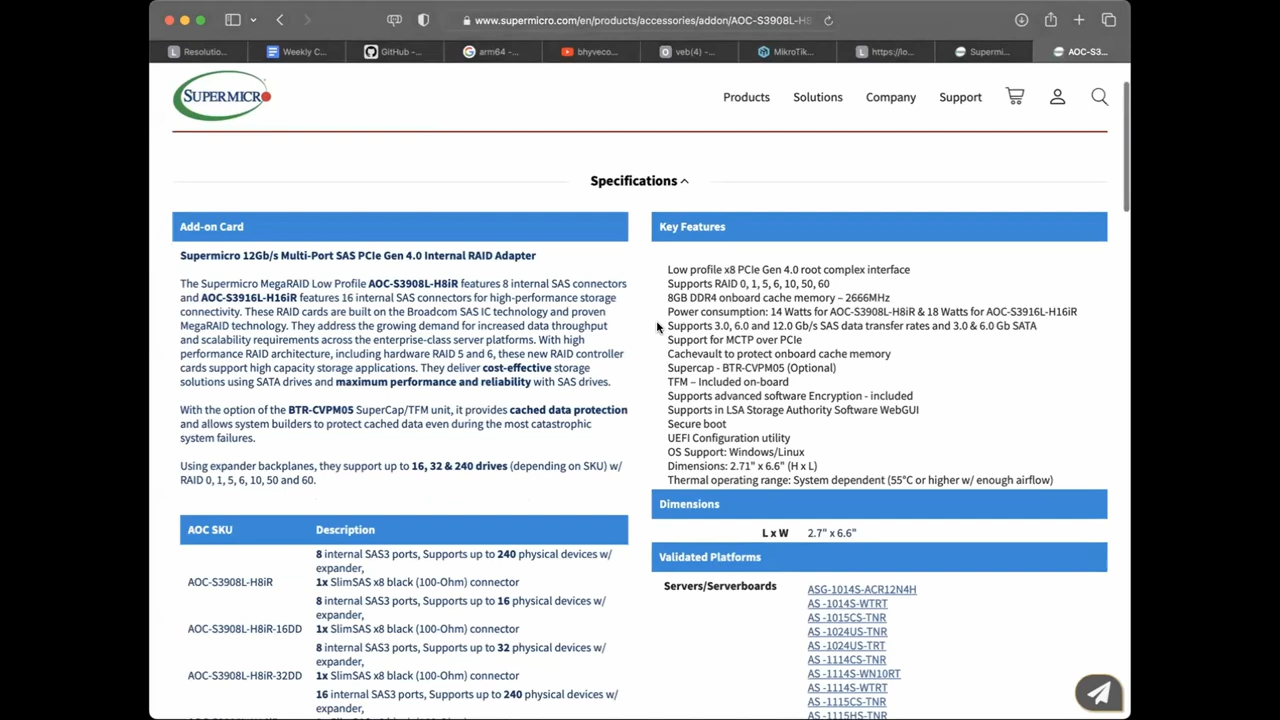 www.supermicro.com/en/products/accessories/addon/AOC-S3908L-H8
Resolutio...
Weekly C...
GitHub –...
arm64 -...
bhyveco...
veb(4) -...
MikroTik...
https://lo...
Supermi...
AOC-S3...
SUPERMICR
Products
Solutions
Company
Support
Specifications
Add-on Card
Supermicro 12Gb/s Multi-Port SAS PCIe Gen 4.0 Internal RAID Adapter
The Supermicro MegaRAID Low Profile AOC-S3908L-H8iR features 8 internal SAS connectors
and AOC-S3916L-H16iR features 16 internal SAS connectors for high-performance storage
connectivity. These RAID cards are built on the Broadcom SAS IC technology and proven
MegaRAID technology. They address the growing demand for increased data throughput
and scalability requirements across the enterprise-class server platforms. With high
performance RAID architecture, including hardware RAID 5 and 6, these new RAID controller
cards support high capacity storage applications. They deliver cost-effective storage
solutions using SATA drives and maximum performance and reliability with SAS drives.
With the option of the BTR-CVPM05 SuperCap/TFM unit, it provides cached data protection
and allows system builders to protect cached data even during the most catastrophic
system failures.
Using expander backplanes, they support up to 16, 32 & 240 drives (depending on SKU) w/
RAID 0, 1, 5, 6, 10, 50 and 60.
AOC SKU
Description
8 internal SAS3 ports, Supports up to 240 physical devices w/
expander,
AOC-S3908L-H8iR
1x SlimSAS x8 black (100-Ohm) connector
8 internal SAS3 ports, Supports up to 16 physical devices w/
expander,
AOC-S3908L-H8iR-16DD
1x SlimSAS x8 black (100-Ohm) connector
8 internal SAS3 ports, Supports up to 32 physical devices w/
expander,
AOC-S3908L-H8iR-32DD
1x SlimSAS x8 black (100-Ohm) connector
16 internal SAS3 ports, Supports up to 240 physical devices w/
Key Features
Low profile x8 PCIe Gen 4.0 root complex interface
Supports RAID 0, 1, 5, 6, 10, 50, 60
8GB DDR4 onboard cache memory – 2666MHz
Power consumption: 14 Watts for AOC-S3908L-H8iR & 18 Watts for AOC-S3916L-H16iR
Supports 3.0, 6.0 and 12.0 Gb/s SAS data transfer rates and 3.0 & 6.0 Gb SATA
Support for MCTP over PCIe
Cachevault to protect onboard cache memory
Supercap - BTR-CVPM05 (Optional)
TFM – Included on-board
Supports advanced software Encryption - included
Supports in LSA Storage Authority Software WebGUI
Secure boot
UEFI Configuration utility
OS Support: Windows/Linux
Dimensions: 2.71" x 6.6" (H x L)
Thermal operating range: System dependent (55°C or higher w/ enough airflow)
Dimensions
L x W 2.7" x 6.6"
Validated Platforms
Servers/Serverboards
ASG-1014S-ACR12N4H
AS -1014S-WTRT
AS -1015CS-TNR
AS -1024US-TNR
AS -1024US-TRT
AS -1114CS-TNR
AS -1114S-WN10RT
AS -1114S-WTRT
AS -1115CS-TNR
AS -1115HS-TNR